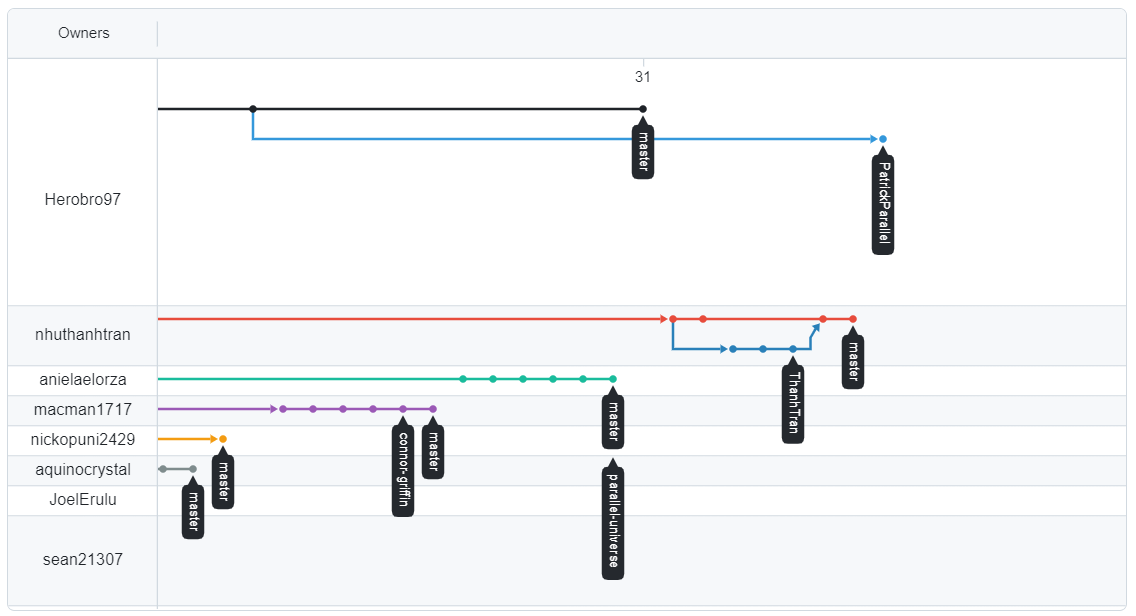 Owners
31
Herobro97
master
PatrickParallel
nhuthanhtran
master
ThanhTran
anielaelorza
master
macman1717
connor-griffin
master
nickopuni2429
master
aquinocrystal
master
parallel-universe
JoelErulu
sean21307